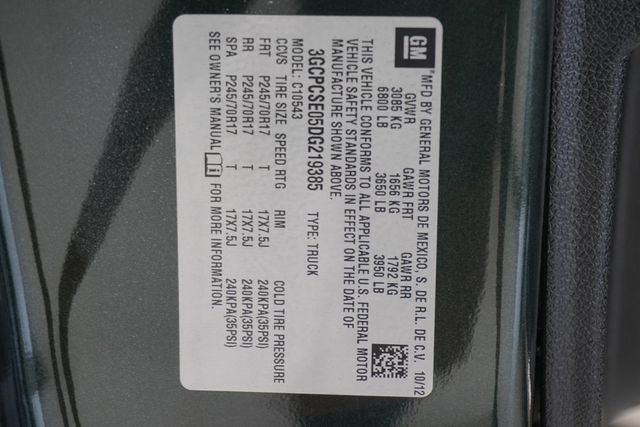 GM
MFD BY GENERAL MOTORS DE MEXICO, S. DE R.L. DE C.V. 10/12
GVWR GAWR FRT GAWR RR
3085 KG 1656 KG 1792 KG
6800 LB 3650 LB 3950 LB
THIS VEHICLE CONFORMS TO ALL APPLICABLE U.S. FEDERAL MOTOR
VEHICLE SAFETY STANDARDS IN EFFECT ON THE DATE OF
MANUFACTURE SHOWN ABOVE.
3GCPCSE05DG219385 TYPE: TRUCK
MODEL: C10543
CCVS TIRE SIZE SPEED RTG RIM COLD TIRE PRESSURE
FRT P245/70R17 T 17X7.5J 240KPA(35PSI)
RR P245/70R17 T 17X7.5J 240KPA(35PSI)
SPA P245/70R17 T 17X7.5J 240KPA(35PSI)
SEE OWNER'S MANUAL FOR MORE INFORMATION.